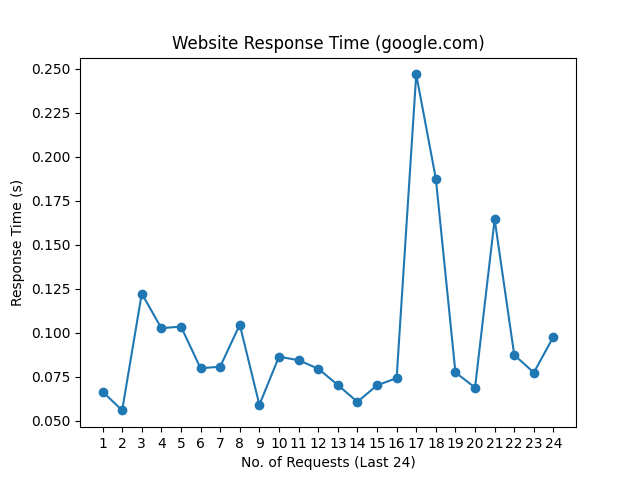 Website Response Time (google.com)
0.250
0.225
0.200
0.175
0.150
0.125
0.100
0.075
0.050
Response Time (s)
1 2 3 4 5 6 7 8 9 10 11 12 13 14 15 16 17 18 19 20 21 22 23 24
No. of Requests (Last 24)